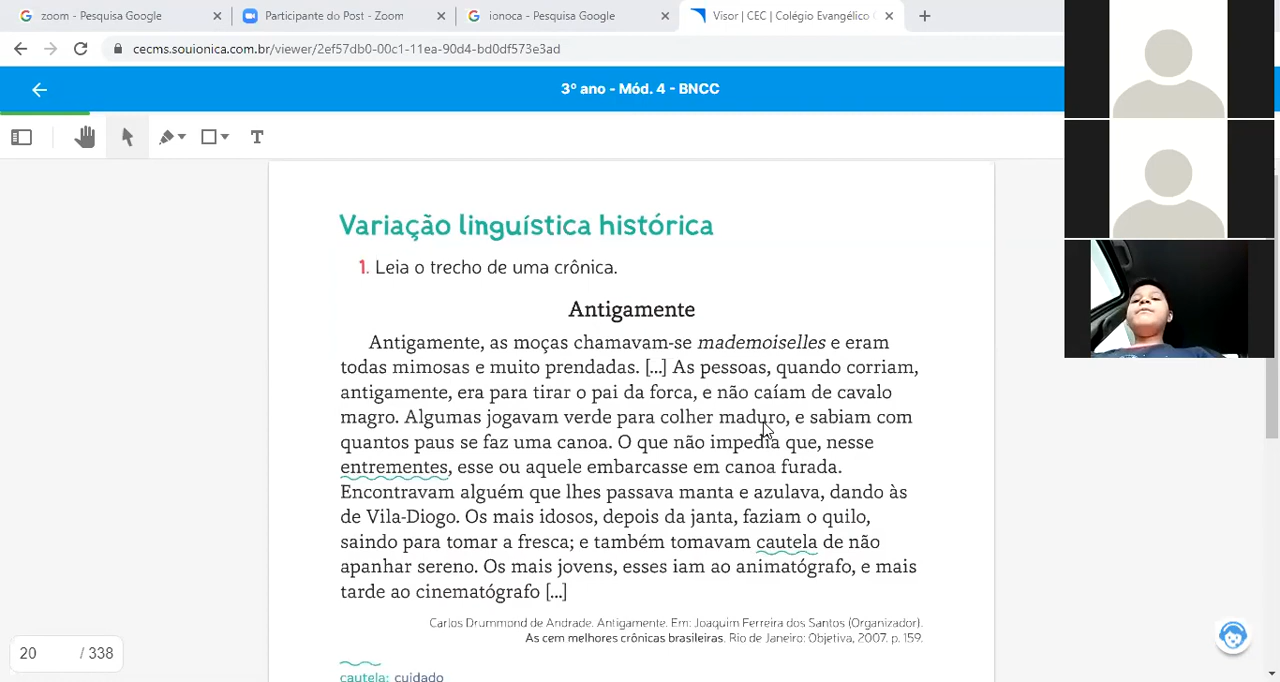 zoom - Pesquisa Google
Participante do Post - Zoom
ionoca - Pesquisa Google
Visor | CEC | Colégio Evangélico
cecms.souionica.com.br/viewer/2ef57db0-00c1-11ea-90d4-bd0df573e3ad
3º ano - Mód. 4 - BNCC
T
Variação linguística histórica
1. Leia o trecho de uma crônica.
Antigamente
Antigamente, as moças chamavam-se mademoiselles e eram
todas mimosas e muito prendadas. [...] As pessoas, quando corriam,
antigamente, era para tirar o pai da forca, e não caíam de cavalo
magro. Algumas jogavam verde para colher maduro, e sabiam com
quantos paus se faz uma canoa. O que não impedia que, nesse
entrementes, esse ou aquele embarcasse em canoa furada.
Encontravam alguém que lhes passava manta e azulava, dando às
de Vila-Diogo. Os mais idosos, depois da janta, faziam o quilo,
saindo para tomar a fresca; e também tomavam cautela de não
apanhar sereno. Os mais jovens, esses iam ao animatógrafo, e mais
tarde ao cinematógrafo [...]
Carlos Drummond de Andrade. Antigamente. Em: Joaquim Ferreira dos Santos (Organizador).
As cem melhores crônicas brasileiras. Rio de Janeiro: Objetiva, 2007. p. 159.
cautela: cuidado
20 / 338